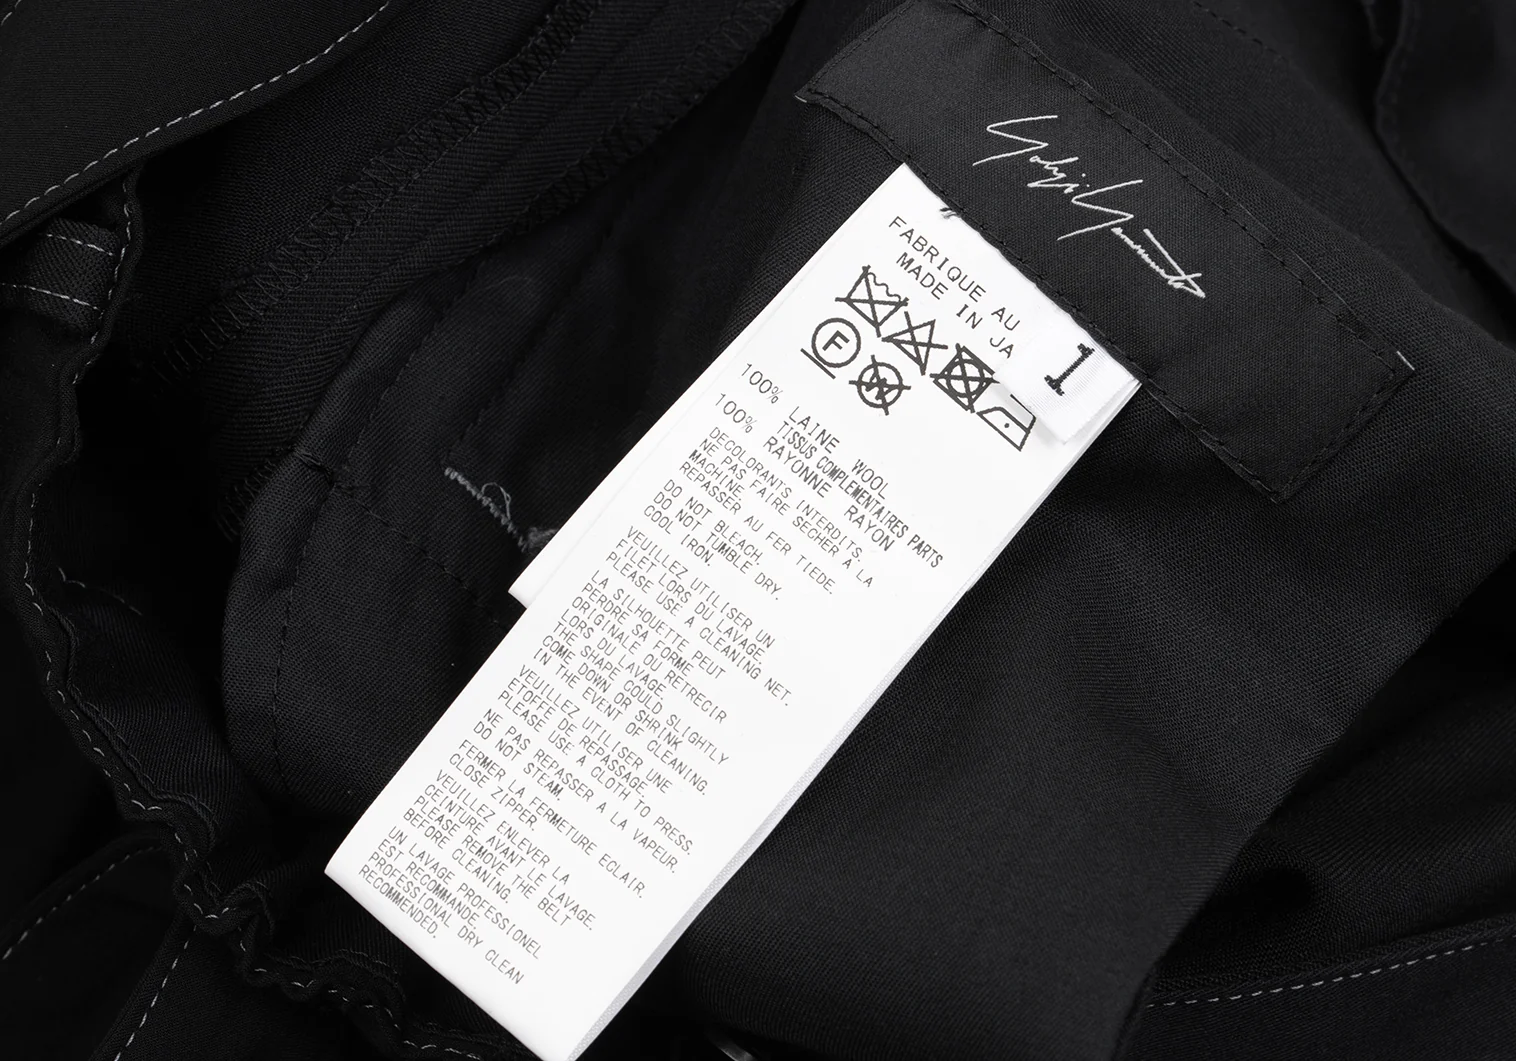 Yohji Yamamoto
1
FABRIQUE AU
MADE IN JA
F
W
100% LAINE WOOL
TISSUS COMPLEMENTAIRES PARTS
100% RAYONNE RAYON
DECOLORANTS INTERDITS.
NE PAS FAIRE SECHER A LA
MACHINE.
REPASSER AU FER TIEDE.
DO NOT BLEACH.
DO NOT TUMBLE DRY.
COOL IRON.
VEUILLEZ UTILISER UN
FILET LORS DU LAVAGE.
PLEASE USE A CLEANING NET.
LA SILHOUETTE PEUT
PERDRE SA FORME
ORIGINALE OU RETRECIR
LORS DU LAVAGE.
THE SHAPE COULD SLIGHTLY
COME DOWN OR SHRINK
IN THE EVENT OF CLEANING.
VEUILLEZ UTILISER UNE
ETOFFE DE REPASSAGE.
PLEASE USE A CLOTH TO PRESS.
NE PAS REPASSER A LA VAPEUR.
DO NOT STEAM.
FERMER LA FERMETURE ECLAIR.
CLOSE ZIPPER.
VEUILLEZ ENLEVER LA
CEINTURE AVANT LE LAVAGE.
PLEASE REMOVE THE BELT
BEFORE CLEANING.
UN LAVAGE PROFESSIONEL
EST RECOMMANDE.
PROFESSIONAL DRY CLEAN
RECOMMENDED.